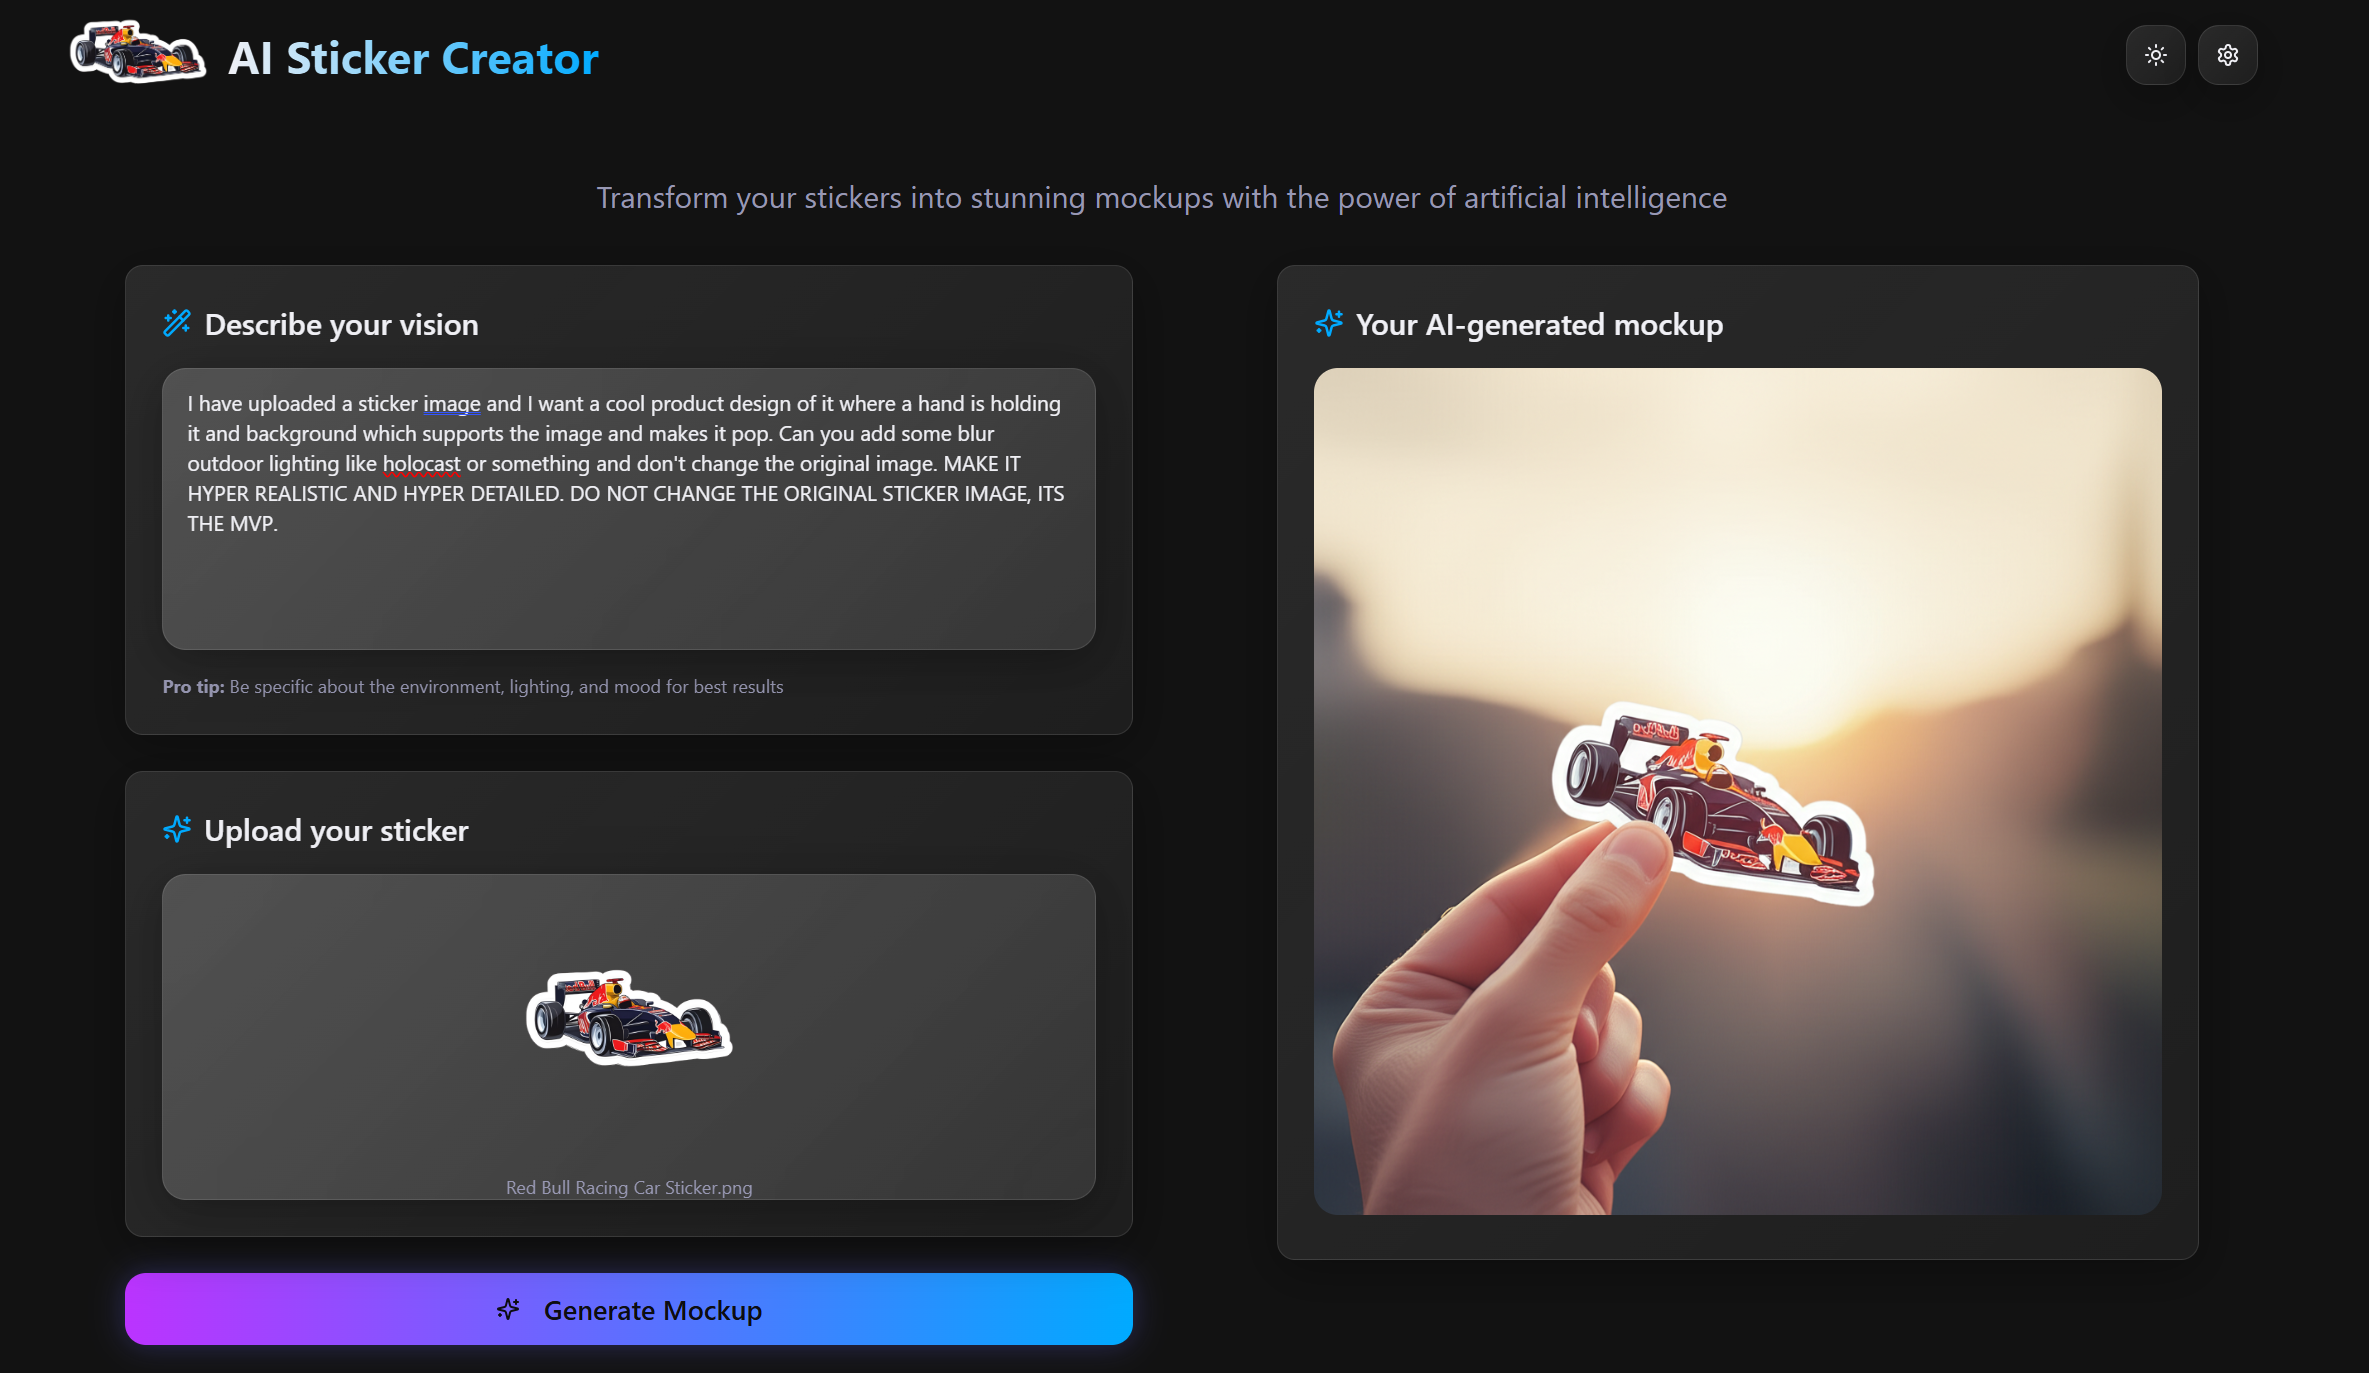 AI Sticker Creator
Transform your stickers into stunning mockups with the power of artificial intelligence
Describe your vision
I have uploaded a sticker image and I want a cool product design of it where a hand is holding
it and background which supports the image and makes it pop. Can you add some blur
outdoor lighting like holocast or something and don't change the original image. MAKE IT
HYPER REALISTIC AND HYPER DETAILED. DO NOT CHANGE THE ORIGINAL STICKER IMAGE, ITS
THE MVP.
Pro tip: Be specific about the environment, lighting, and mood for best results
Upload your sticker
Red Bull Racing Car Sticker.png
Generate Mockup
Your AI-generated mockup